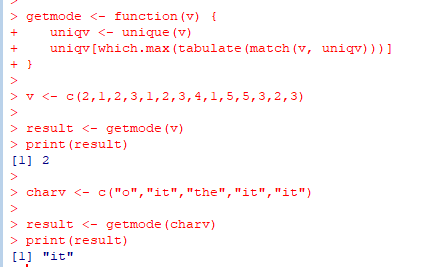 >
> getmode <- function(v) {
+    uniqv <- unique(v)
+    uniqv[which.max(tabulate(match(v, uniqv)))]
+ }
>
> v <- c(2,1,2,3,1,2,3,4,1,5,5,3,2,3)
>
> result <- getmode(v)
> print(result)
[1] 2
>
> charv <- c("o","it","the","it","it")
>
> result <- getmode(charv)
> print(result)
[1] "it"